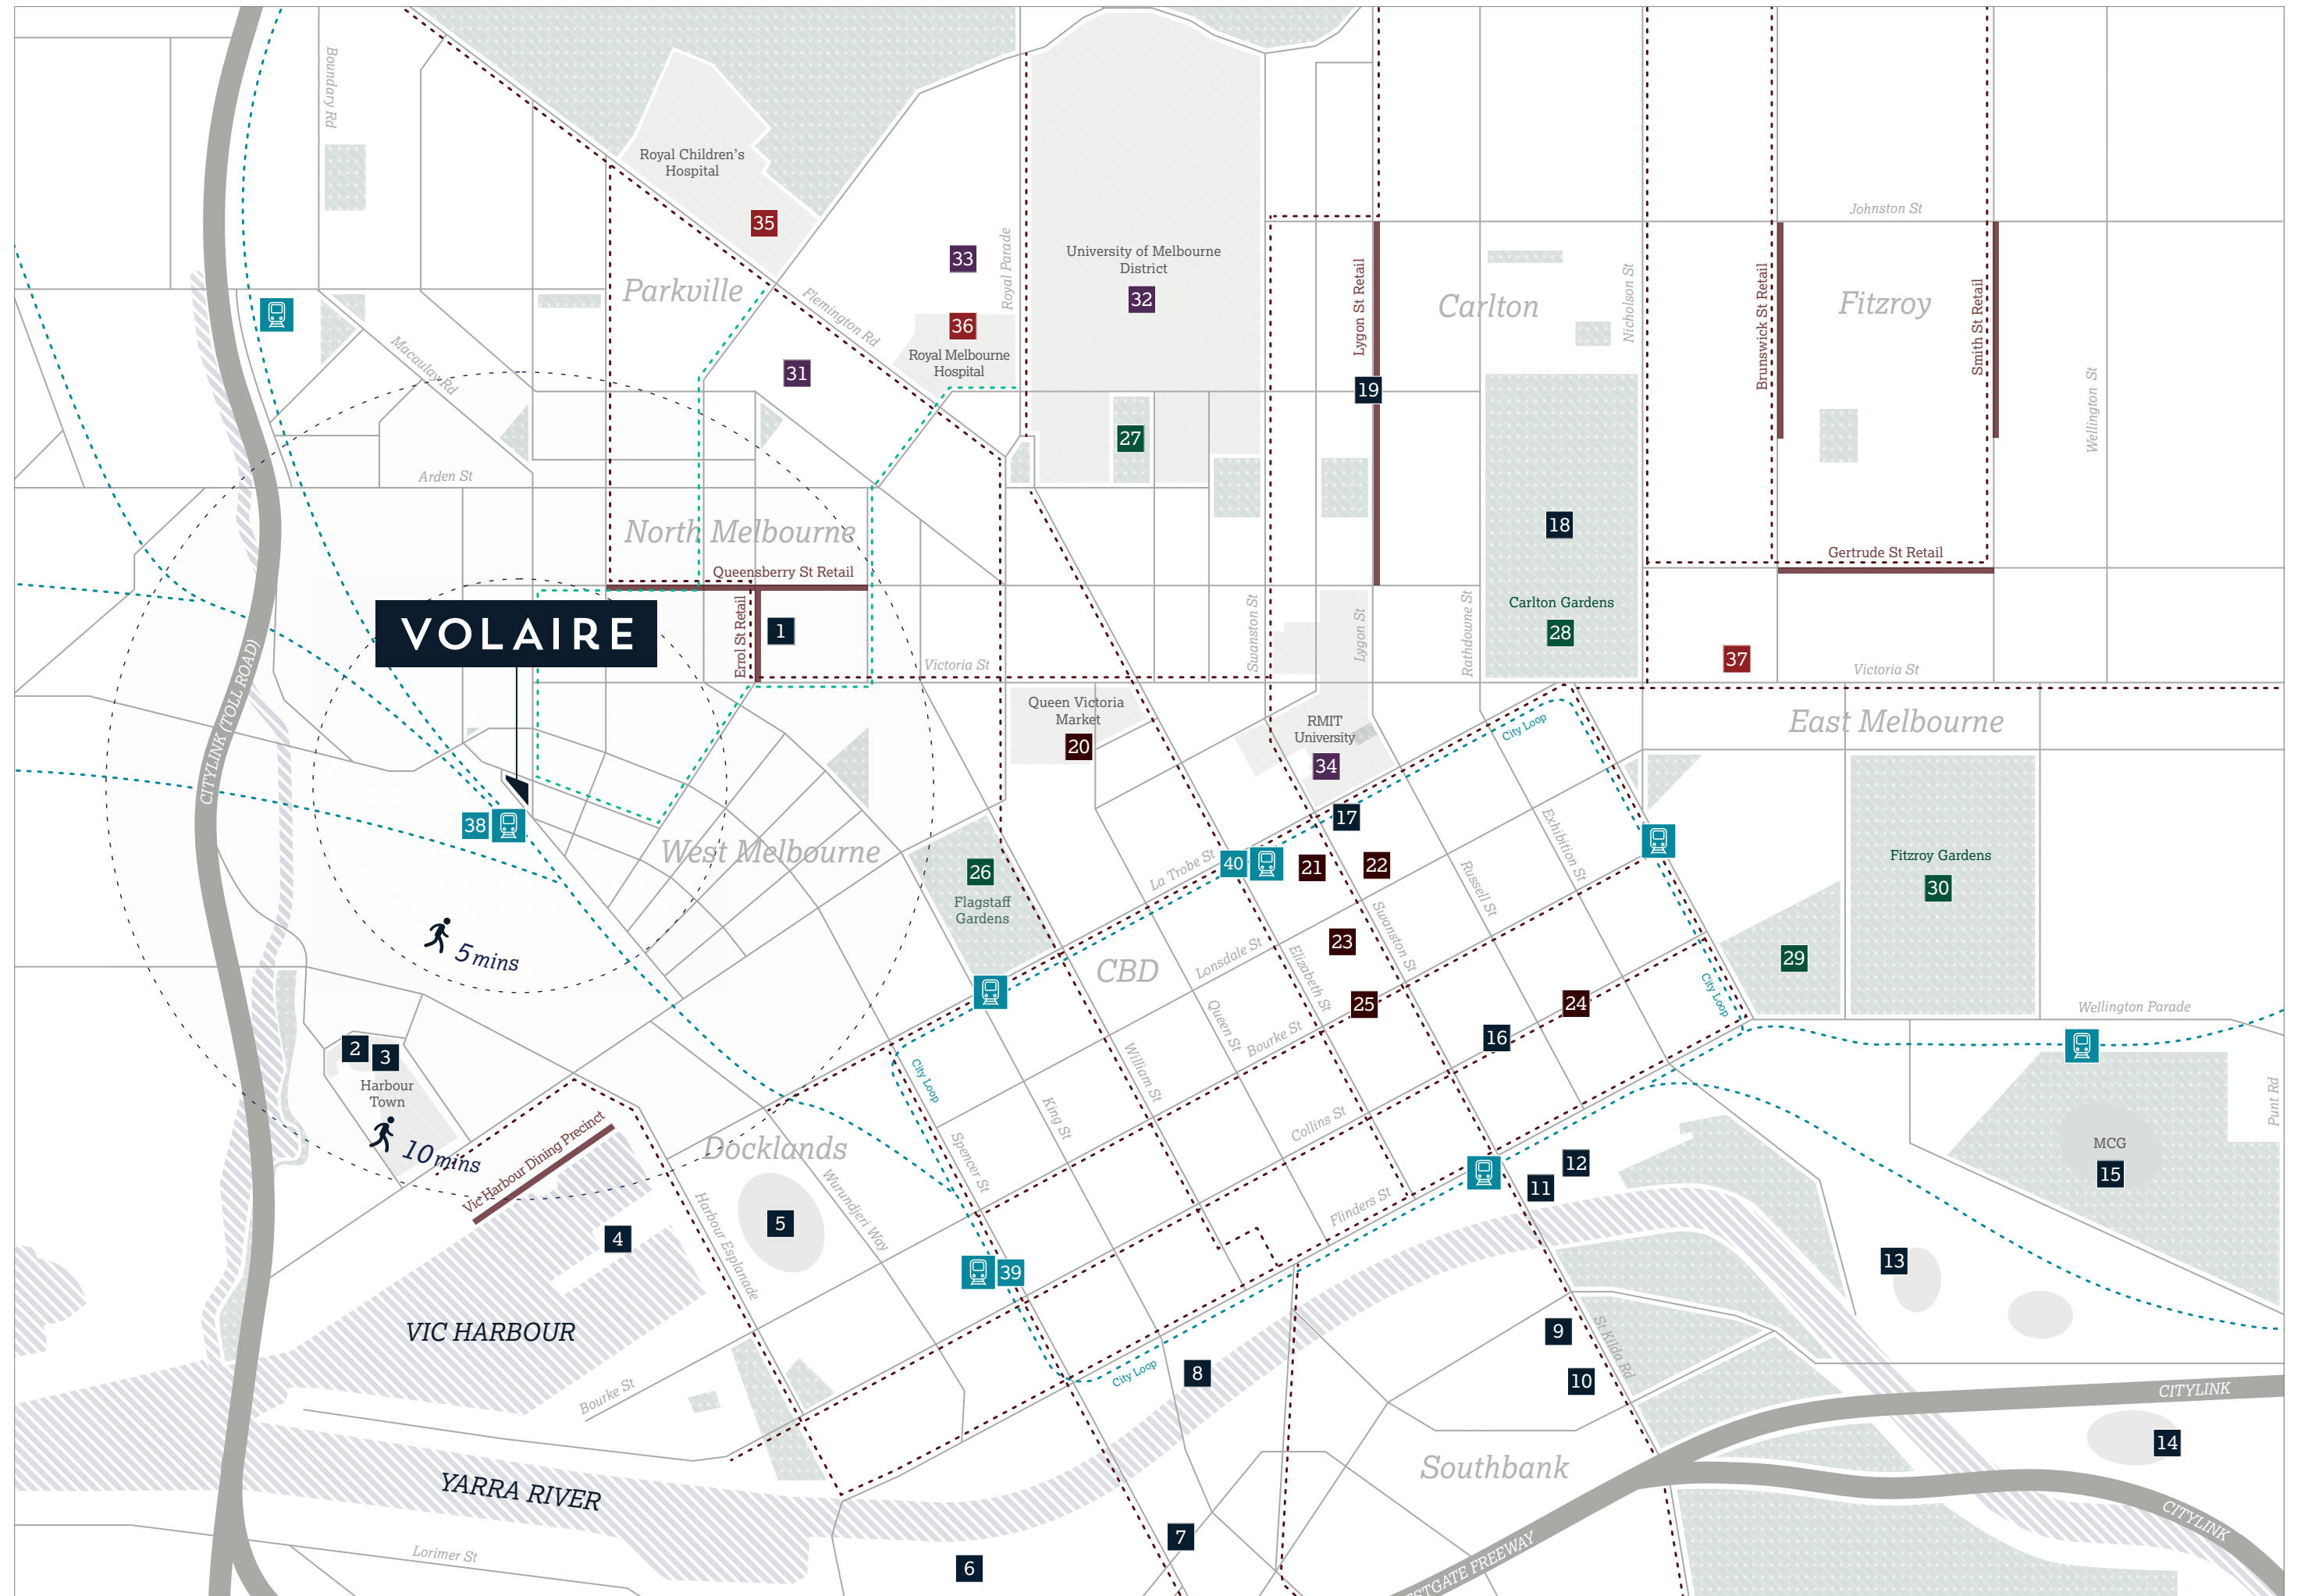 Boundary Rd
Royal Children's
Hospital
35
33
Royal Parade
University of Melbourne
District
32
Johnston St
Parkville
Flemington Rd
36
Royal Melbourne
Hospital
31
Macaulay Rd
Lygon St Retail
19
Carlton
Nicholson St
Brunswick St Retail
Fitzroy
Smith St Retail
Wellington St
27
Arden St
North Melbourne
Queensberry St Retail
18
Gertrude St Retail
VOLAIRE
Errol St Retail
1
Victoria St
Swanston St
Lygon St
Rathdowne St
Carlton Gardens
28
37
Victoria St
CITYLINK (TOLL ROAD)
Queen Victoria
Market
20
RMIT
University
34
City Loop
East Melbourne
38
West Melbourne
17
Exhibition St
26
Flagstaff
Gardens
La Trobe St
40
21
22
Russell St
Fitzroy Gardens
30
5 mins
CBD
Lonsdale St
23
Swanston St
Elizabeth St
29
City Loop
Wellington Parade
Queen St
Bourke St
25
24
16
2
3
Harbour
Town
City Loop
William St
King St
Collins St
Punt Rd
10 mins
Vic Harbour Dining Precinct
Docklands
Spencer St
Wurundjeri Way
MCG
15
12
11
Flinders St
4
5
Harbour Esplanade
39
13
VIC HARBOUR
City Loop
8
9
10
St Kilda Rd
Bourke St
CITYLINK
Southbank
14
YARRA RIVER
CITYLINK
Lorimer St
7
6
STGATE FREEWAY